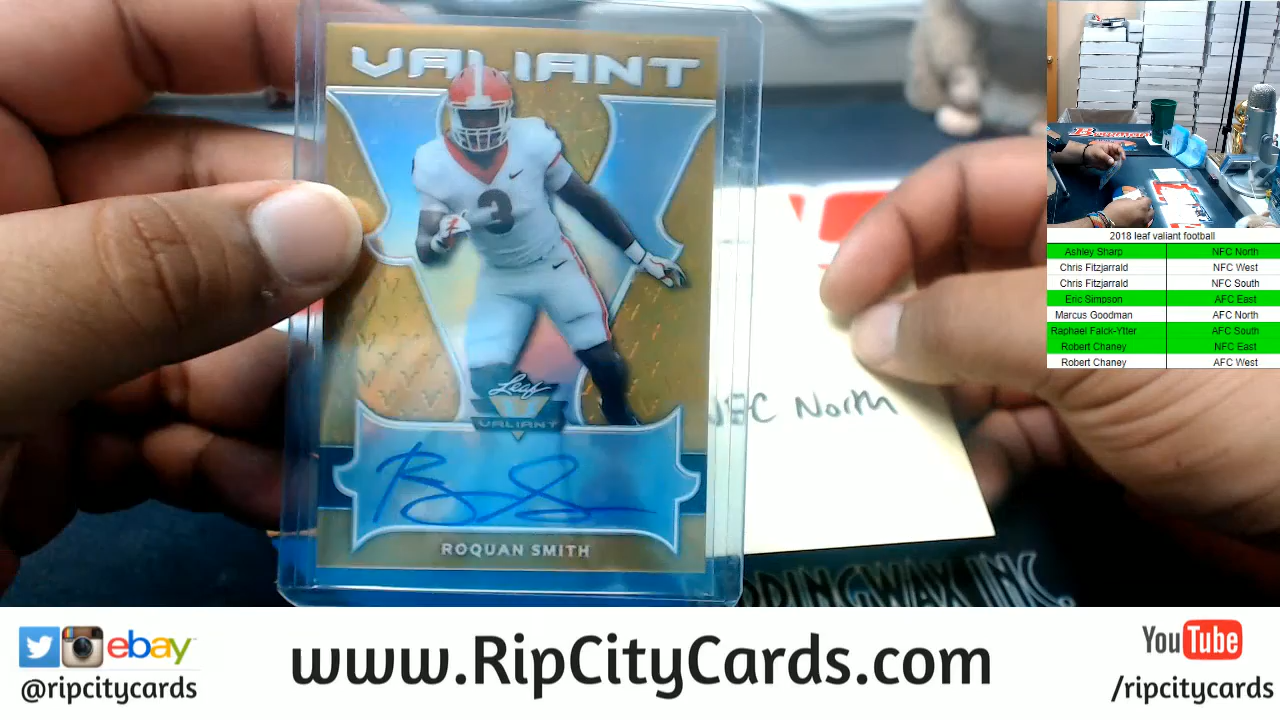 VALIANT
3
Leaf
VALIANT
ROQUAN SMITH
NFC North
2018 leaf valiant football
Ashley Sharp NFC North
Chris Fitzjarrald NFC West
Chris Fitzjarrald NFC South
Eric Simpson AFC East
Marcus Goodman AFC North
Raphael Falck-Ytter AFC South
Robert Chaney NFC East
Robert Chaney AFC West
ebay
@ripcitycards
www.RipCityCards.com
YouTube
/ripcitycards